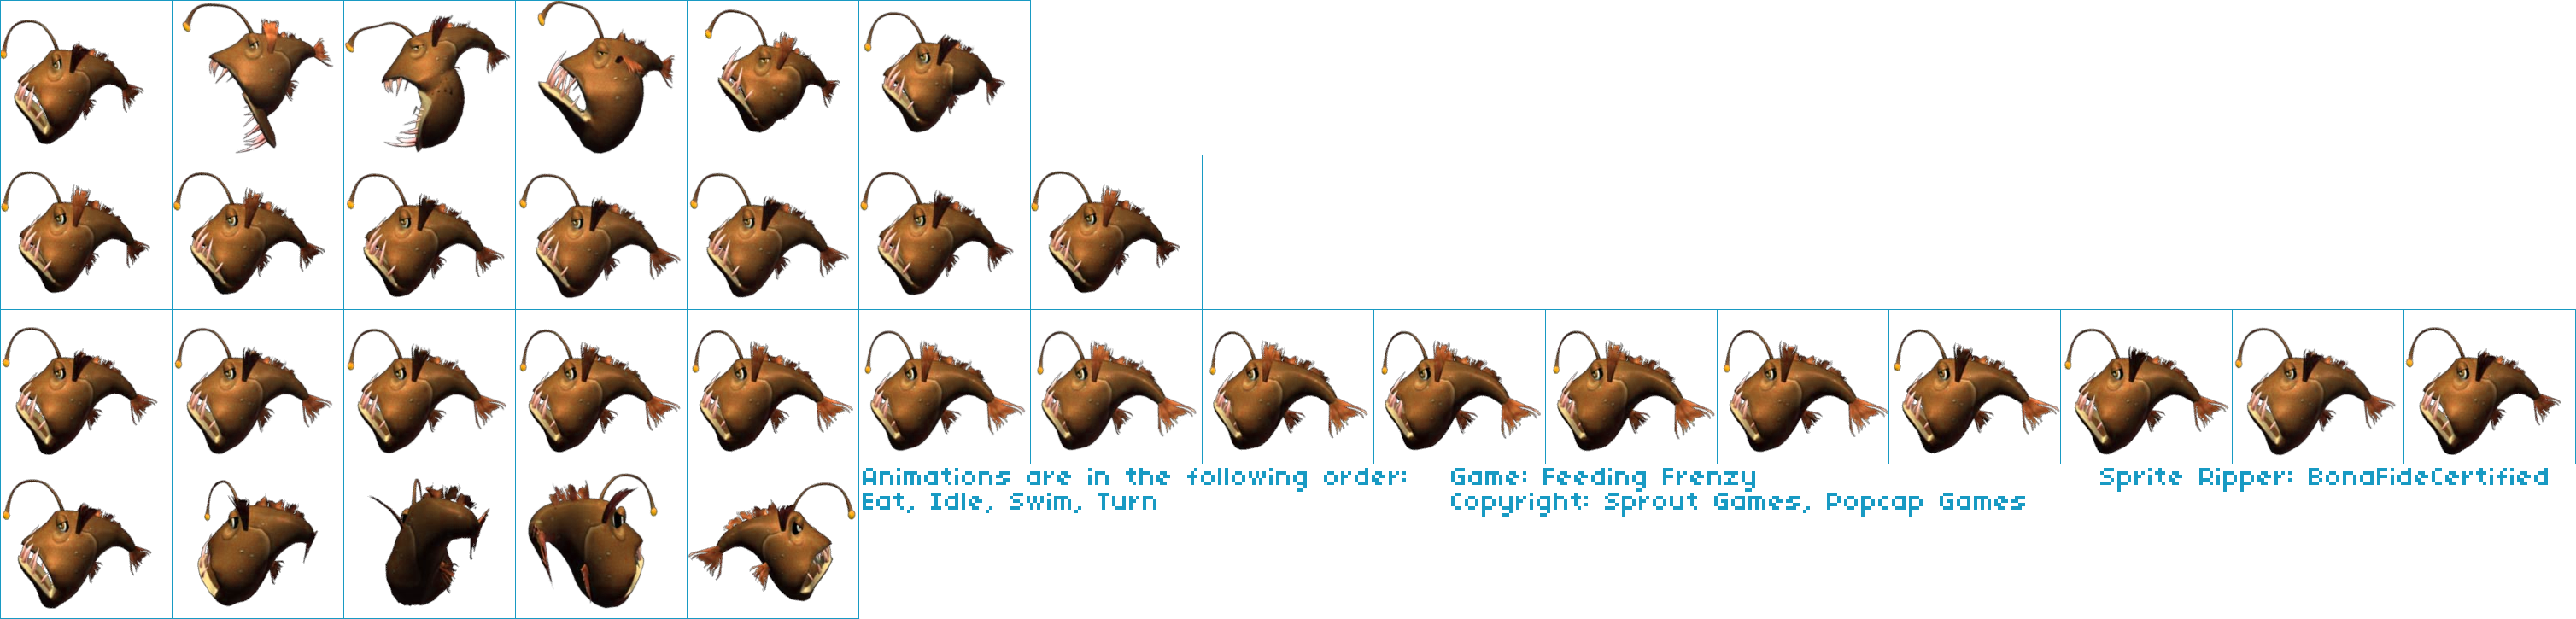 Animations are in the following order:
Eat, Idle, Swim, Turn
Game: Feeding Frenzy
Copyright: Sprout Games, Popcap Games
Sprite Ripper: BonaFideCertified